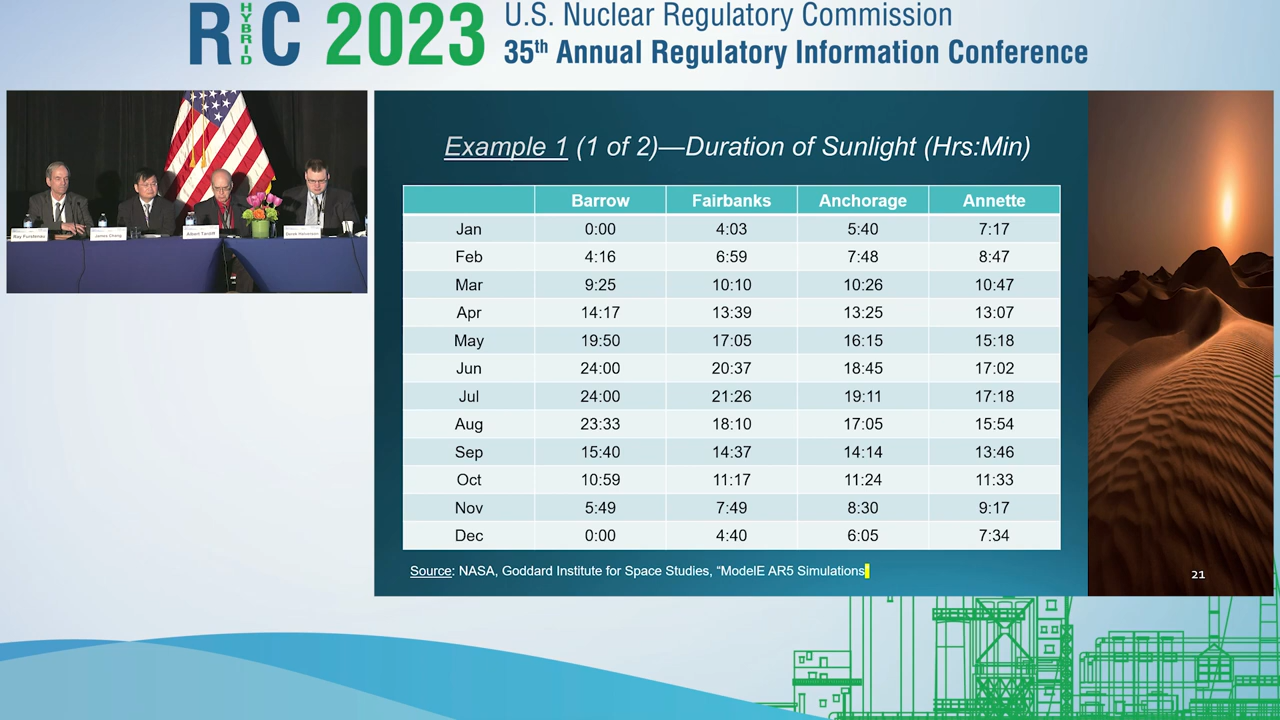 RIC 2023
HYBRID
U.S. Nuclear Regulatory Commission
35th Annual Regulatory Information Conference
Ray Furstenau
James Chang
Example 1 (1 of 2)—Duration of Sunlight (Hrs:Min)
Barrow Fairbanks Anchorage Annette
Jan 0:00 4:03 5:40 7:17
Feb 4:16 6:59 7:48 8:47
Mar 9:25 10:10 10:26 10:47
Apr 14:17 13:39 13:25 13:07
May 19:50 17:05 16:15 15:18
Jun 24:00 20:37 18:45 17:02
Jul 24:00 21:26 19:11 17:18
Aug 23:33 18:10 17:05 15:54
Sep 15:40 14:37 14:14 13:46
Oct 10:59 11:17 11:24 11:33
Nov 5:49 7:49 8:30 9:17
Dec 0:00 4:40 6:05 7:34
Source: NASA, Goddard Institute for Space Studies, “ModelE AR5 Simulations
21